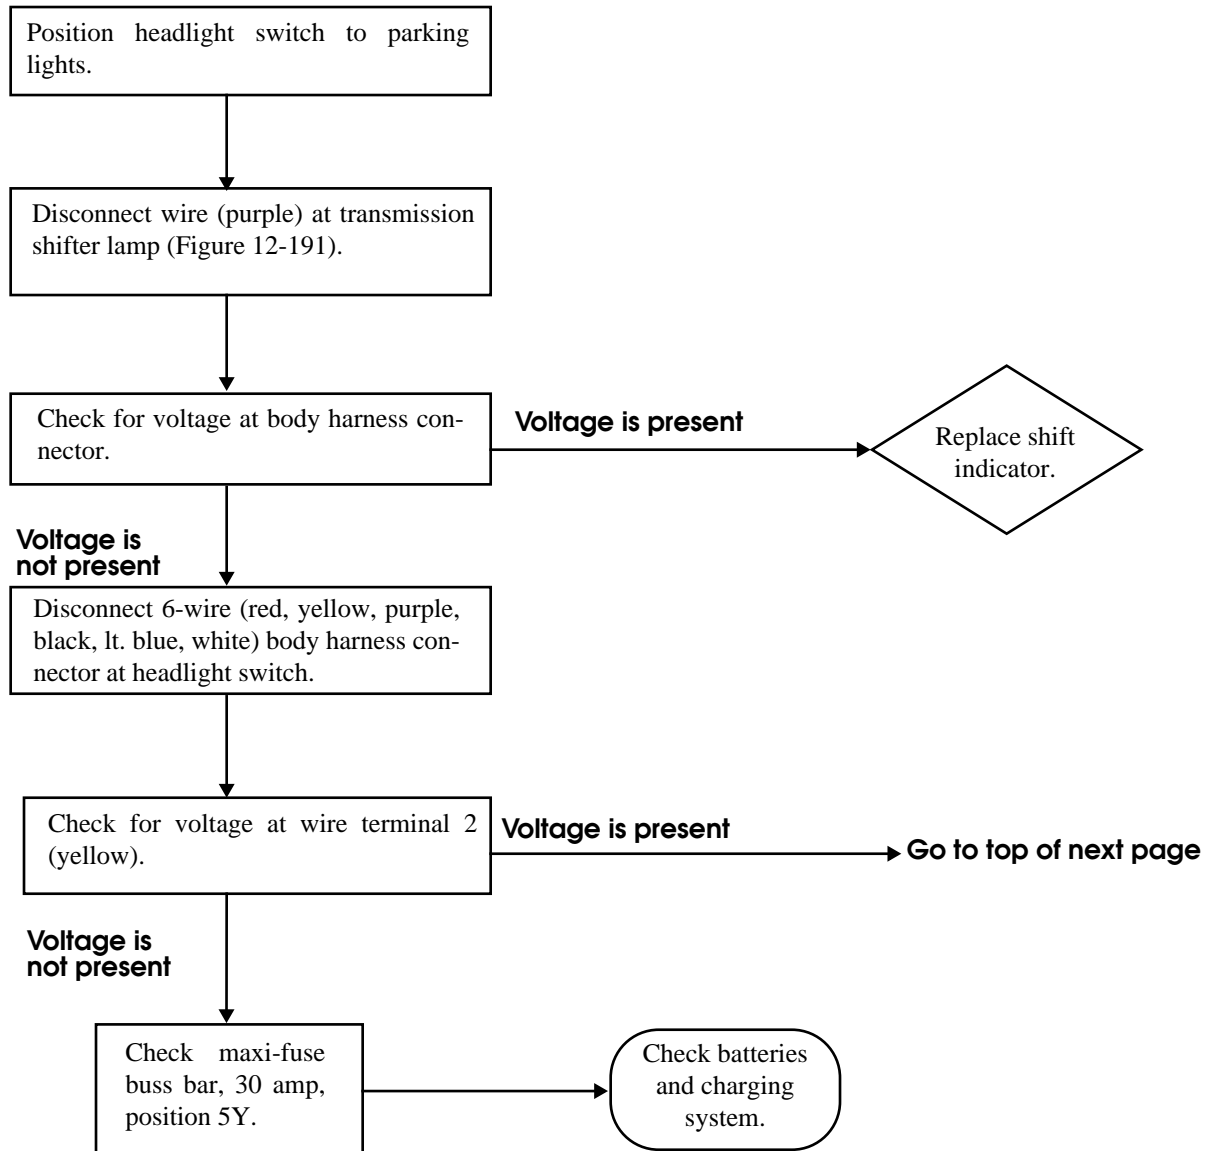 Position headlight switch to parking
lights.
Disconnect wire (purple) at transmission
shifter lamp (Figure 12-191).
Check for voltage at body harness con-
nector.
Voltage is present
Replace shift
indicator.
Voltage is
not present
Disconnect 6-wire (red, yellow, purple,
black, lt. blue, white) body harness con-
nector at headlight switch.
Check for voltage at wire terminal 2
(yellow).
Voltage is present
Go to top of next page
Voltage is
not present
Check maxi-fuse
buss bar, 30 amp,
position 5Y.
Check batteries
and charging
system.